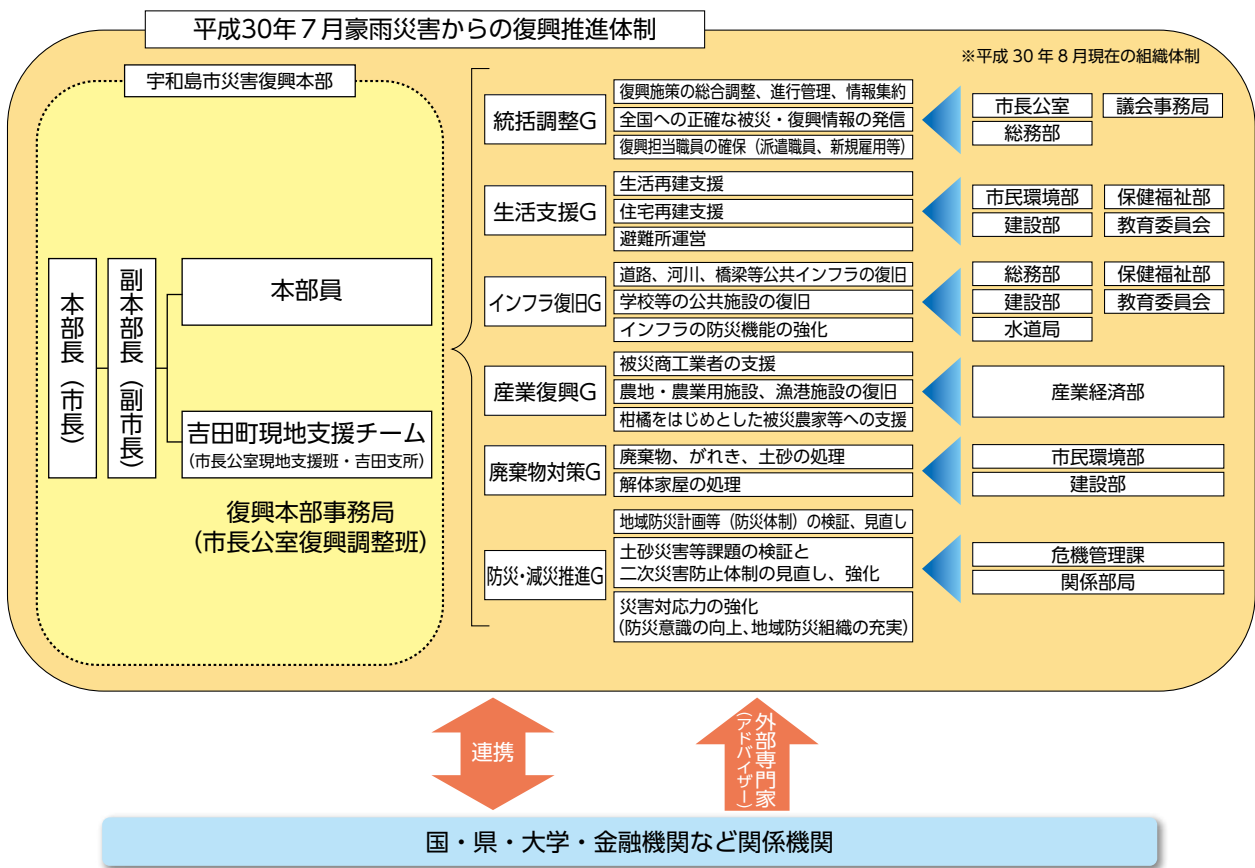 平成30年７月豪雨災害からの復興推進体制
※平成 30 年 8 月現在の組織体制
宇和島市災害復興本部
本部長（市長）
副本部長（副市長）
本部員
吉田町現地支援チーム
（市長公室現地支援班・吉田支所）
復興本部事務局
（市長公室復興調整班）
統括調整G
復興施策の総合調整、進行管理、情報集約
全国への正確な被災・復興情報の発信
復興担当職員の確保（派遣職員、新規雇用等）
市長公室
議会事務局
総務部
生活支援G
生活再建支援
住宅再建支援
避難所運営
市民環境部
保健福祉部
建設部
教育委員会
インフラ復旧G
道路、河川、橋梁等公共インフラの復旧
学校等の公共施設の復旧
インフラの防災機能の強化
総務部
保健福祉部
建設部
教育委員会
水道局
産業復興G
被災商工業者の支援
農地・農業用施設、漁港施設の復旧
柑橘をはじめとした被災農家等への支援
産業経済部
廃棄物対策G
廃棄物、がれき、土砂の処理
解体家屋の処理
市民環境部
建設部
防災・減災推進G
地域防災計画等（防災体制）の検証、見直し
土砂災害等課題の検証と
二次災害防止体制の見直し、強化
災害対応力の強化
（防災意識の向上、地域防災組織の充実）
危機管理課
関係部局
連携
外部専門家
（アドバイザー）
国・県・大学・金融機関など関係機関